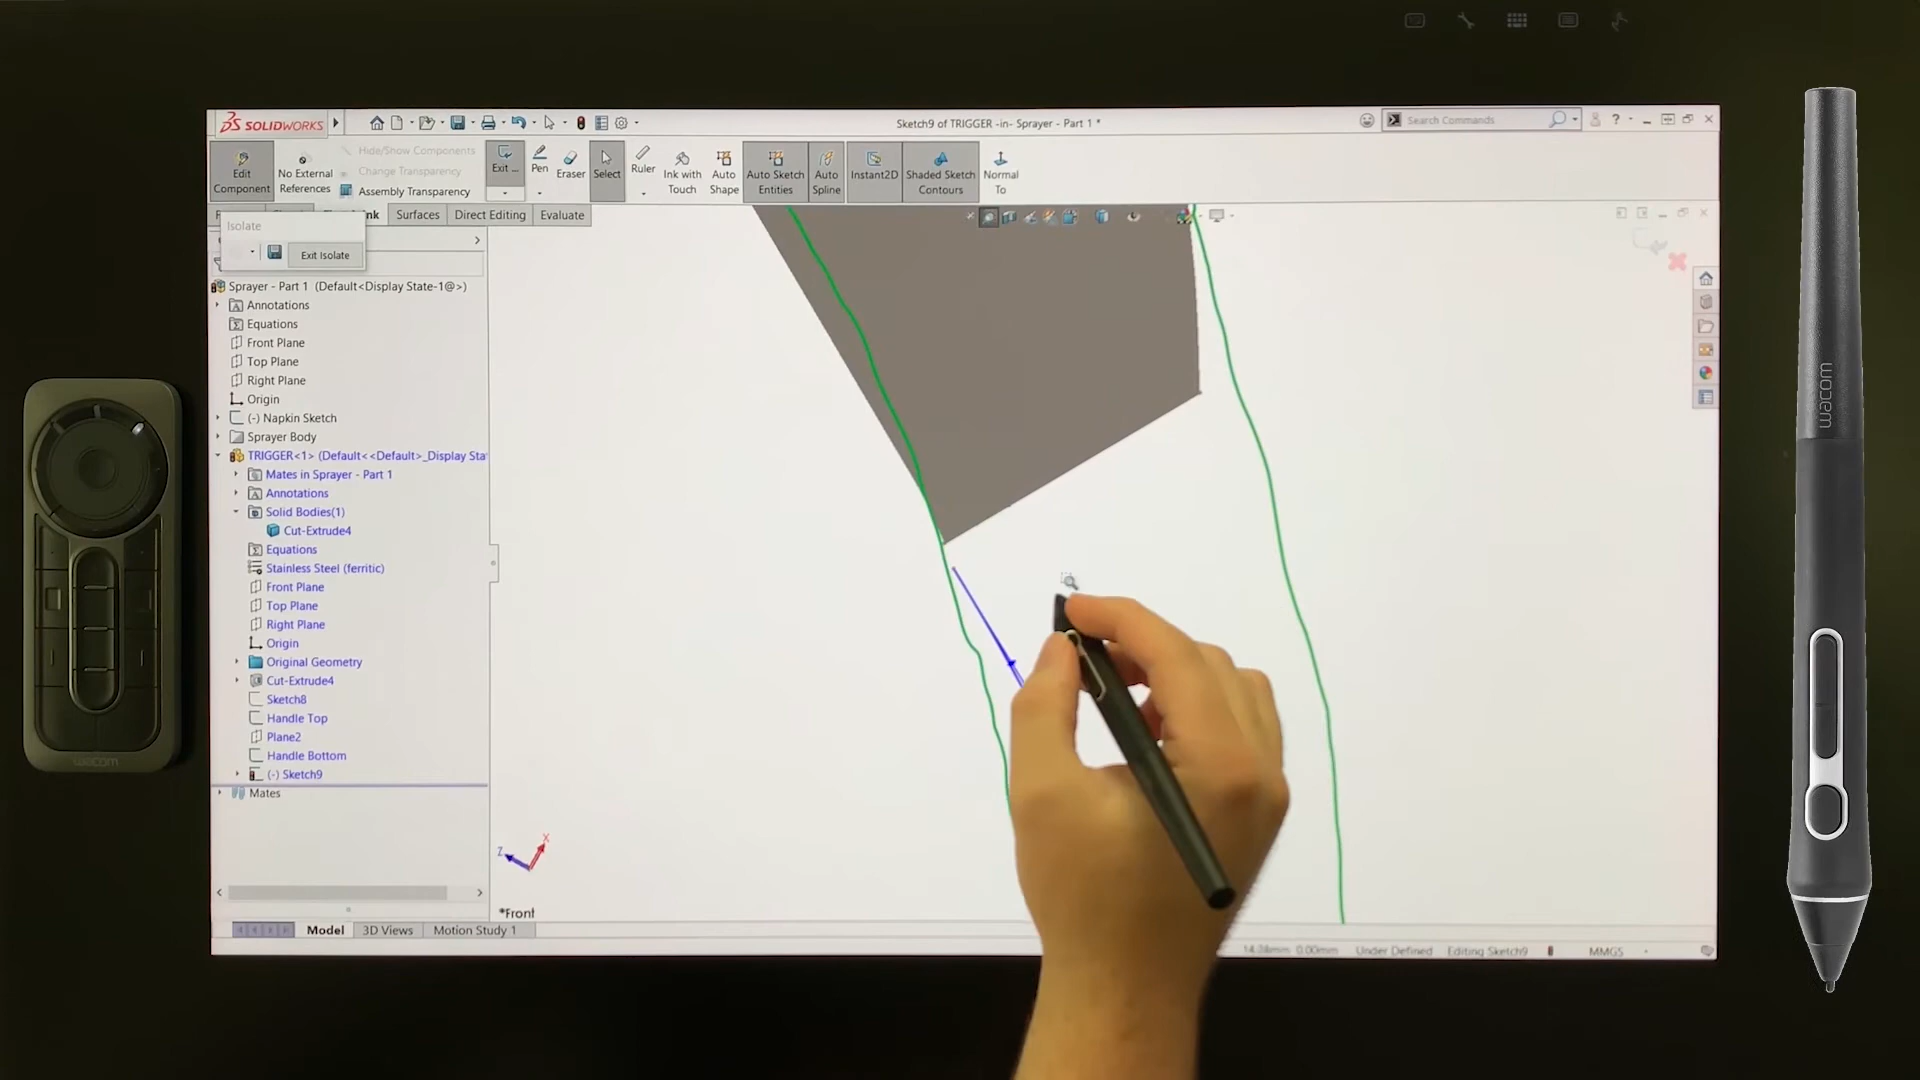 SOLIDWORKS
Sketch9 of TRIGGER -in- Sprayer - Part 1 *
Search Commands
Edit Component
No External References
Hide/Show Components
Change Transparency
Assembly Transparency
Exit ...
Pen
Eraser
Select
Ruler
Ink with Touch
Auto Shape
Auto Sketch Entities
Auto Spline
Instant2D
Shaded Sketch Contours
Normal To
Surfaces
Direct Editing
Evaluate
Isolate
Exit Isolate
Sprayer - Part 1 (Default<Display State-1@>)
Annotations
Equations
Front Plane
Top Plane
Right Plane
Origin
(-) Napkin Sketch
Sprayer Body
TRIGGER<1> (Default<<Default>_Display Sta
Mates in Sprayer - Part 1
Annotations
Solid Bodies(1)
Cut-Extrude4
Equations
Stainless Steel (ferritic)
Front Plane
Top Plane
Right Plane
Origin
Original Geometry
Cut-Extrude4
Sketch8
Handle Top
Plane2
Handle Bottom
(-) Sketch9
Mates
Z
X
*Front
Model
3D Views
Motion Study 1
14.38mm 0.00mm
Under Defined
Editing Sketch9
MMGS
wacom
wacom